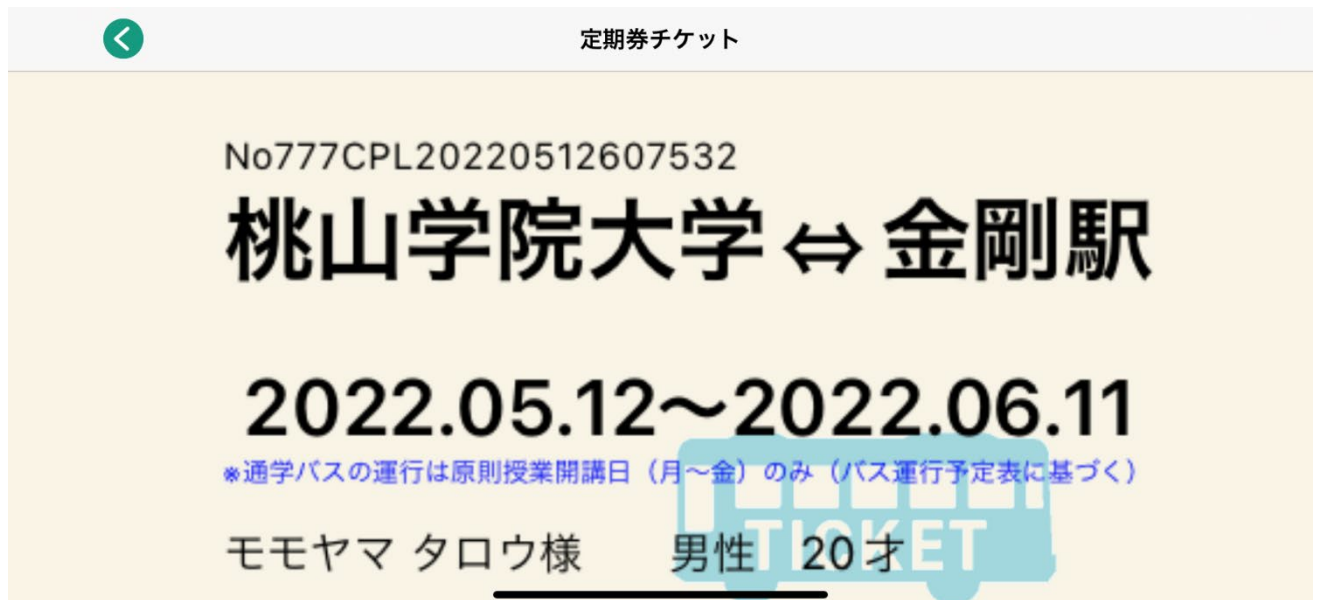 定期券チケット
No777CPL20220512607532
桃山学院大学⇔金剛駅
2022.05.12〜2022.06.11
※通学バスの運行は原則授業開講日（月〜金）のみ（バス運行予定表に基づく）
モモヤマ タロウ様 男性 20才
TICKET